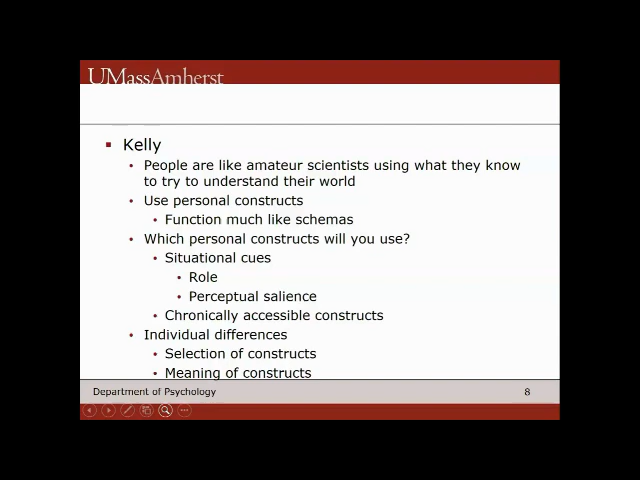 UMassAmherst
Kelly
People are like amateur scientists using what they know
to try to understand their world
Use personal constructs
Function much like schemas
Which personal constructs will you use?
Situational cues
Role
Perceptual salience
Chronically accessible constructs
Individual differences
Selection of constructs
Meaning of constructs
Department of Psychology 8